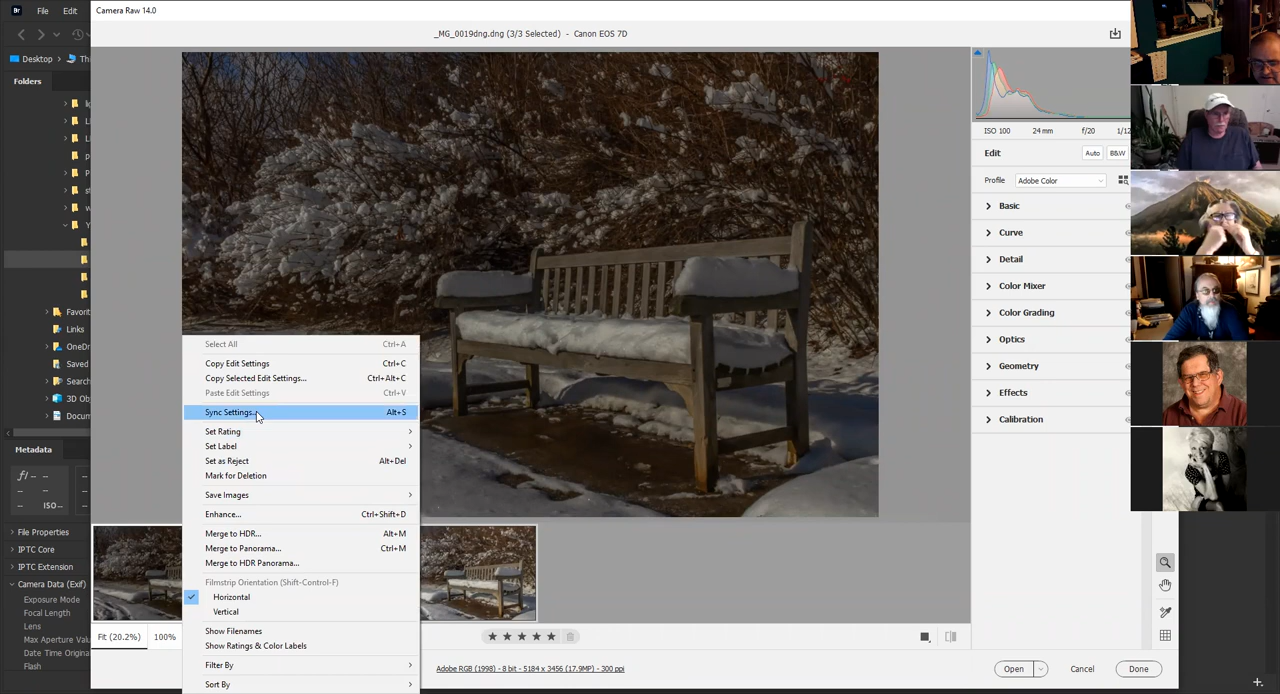 Br File Edit
Camera Raw 14.0
_MG_0019dng.dng (3/3 Selected) - Canon EOS 7D
Desktop
Folders
Favorit
Links
OneDr
Saved
Search
3D Ob
Docum
Metadata
f/ --
--
--
--
--
ISO --
File Properties
IPTC Core
IPTC Extension
Camera Data (Exif)
Exposure Mode
Focal Length
Lens
Max Aperture Valu
Date Time Origina
Flash
Select All Ctrl+A
Copy Edit Settings Ctrl+C
Copy Selected Edit Settings... Ctrl+Alt+C
Paste Edit Settings Ctrl+V
Sync Settings... Alt+S
Set Rating
Set Label
Set as Reject Alt+Del
Mark for Deletion
Save Images
Enhance... Ctrl+Shift+D
Merge to HDR... Alt+M
Merge to Panorama... Ctrl+M
Merge to HDR Panorama...
Filmstrip Orientation (Shift-Control-F)
Horizontal
Vertical
Show Filenames
Show Ratings & Color Labels
Filter By
Sort By
Fit (20.2%) 100%
Adobe RGB (1998) - 8 bit - 5184 x 3456 (17.9MP) - 300 ppi
ISO 100 24 mm f/20 1/12
Edit Auto B&W
Profile Adobe Color
Basic
Curve
Detail
Color Mixer
Color Grading
Optics
Geometry
Effects
Calibration
Open Cancel Done